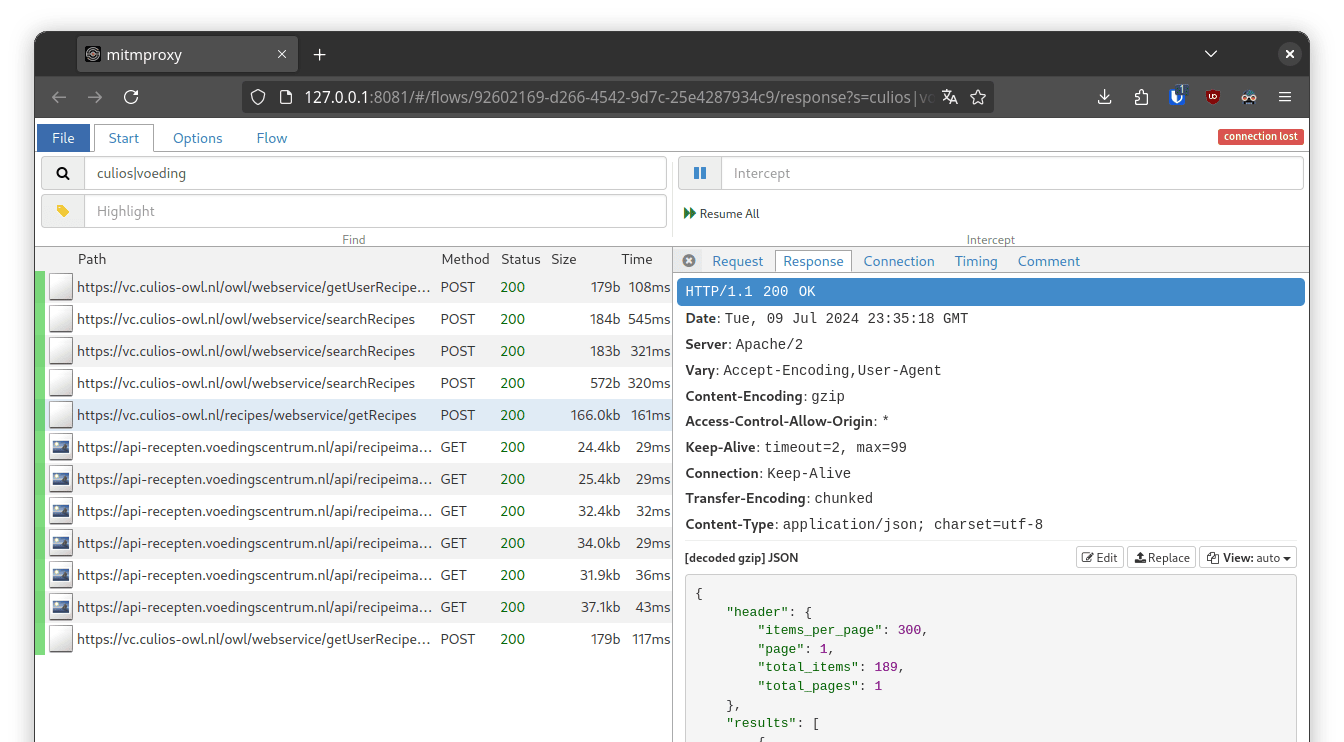 mitmproxy
127.0.0.1:8081/#/flows/92602169-d266-4542-9d7c-25e4287934c9/response?s=culios|vo
1
File Start Options Flow
connection lost
culios|voeding
Highlight
Find
Intercept
Resume All
Intercept
Path Method Status Size Time
https://vc.culios-owl.nl/owl/webservice/getUserRecipe... POST 200 179b 108ms
https://vc.culios-owl.nl/owl/webservice/searchRecipes POST 200 184b 545ms
https://vc.culios-owl.nl/owl/webservice/searchRecipes POST 200 183b 321ms
https://vc.culios-owl.nl/owl/webservice/searchRecipes POST 200 572b 320ms
https://vc.culios-owl.nl/recipes/webservice/getRecipes POST 200 166.0kb 161ms
https://api-recepten.voedingscentrum.nl/api/recipeima... GET 200 24.4kb 29ms
https://api-recepten.voedingscentrum.nl/api/recipeima... GET 200 25.4kb 29ms
https://api-recepten.voedingscentrum.nl/api/recipeima... GET 200 32.4kb 32ms
https://api-recepten.voedingscentrum.nl/api/recipeima... GET 200 34.0kb 29ms
https://api-recepten.voedingscentrum.nl/api/recipeima... GET 200 31.9kb 36ms
https://api-recepten.voedingscentrum.nl/api/recipeima... GET 200 37.1kb 43ms
https://vc.culios-owl.nl/owl/webservice/getUserRecipe... POST 200 179b 117ms
Request Response Connection Timing Comment
HTTP/1.1 200 OK
Date: Tue, 09 Jul 2024 23:35:18 GMT
Server: Apache/2
Vary: Accept-Encoding,User-Agent
Content-Encoding: gzip
Access-Control-Allow-Origin: *
Keep-Alive: timeout=2, max=99
Connection: Keep-Alive
Transfer-Encoding: chunked
Content-Type: application/json; charset=utf-8
[decoded gzip] JSON
Edit Replace View: auto
{
"header": {
"items_per_page": 300,
"page": 1,
"total_items": 189,
"total_pages": 1
},
"results": [
{